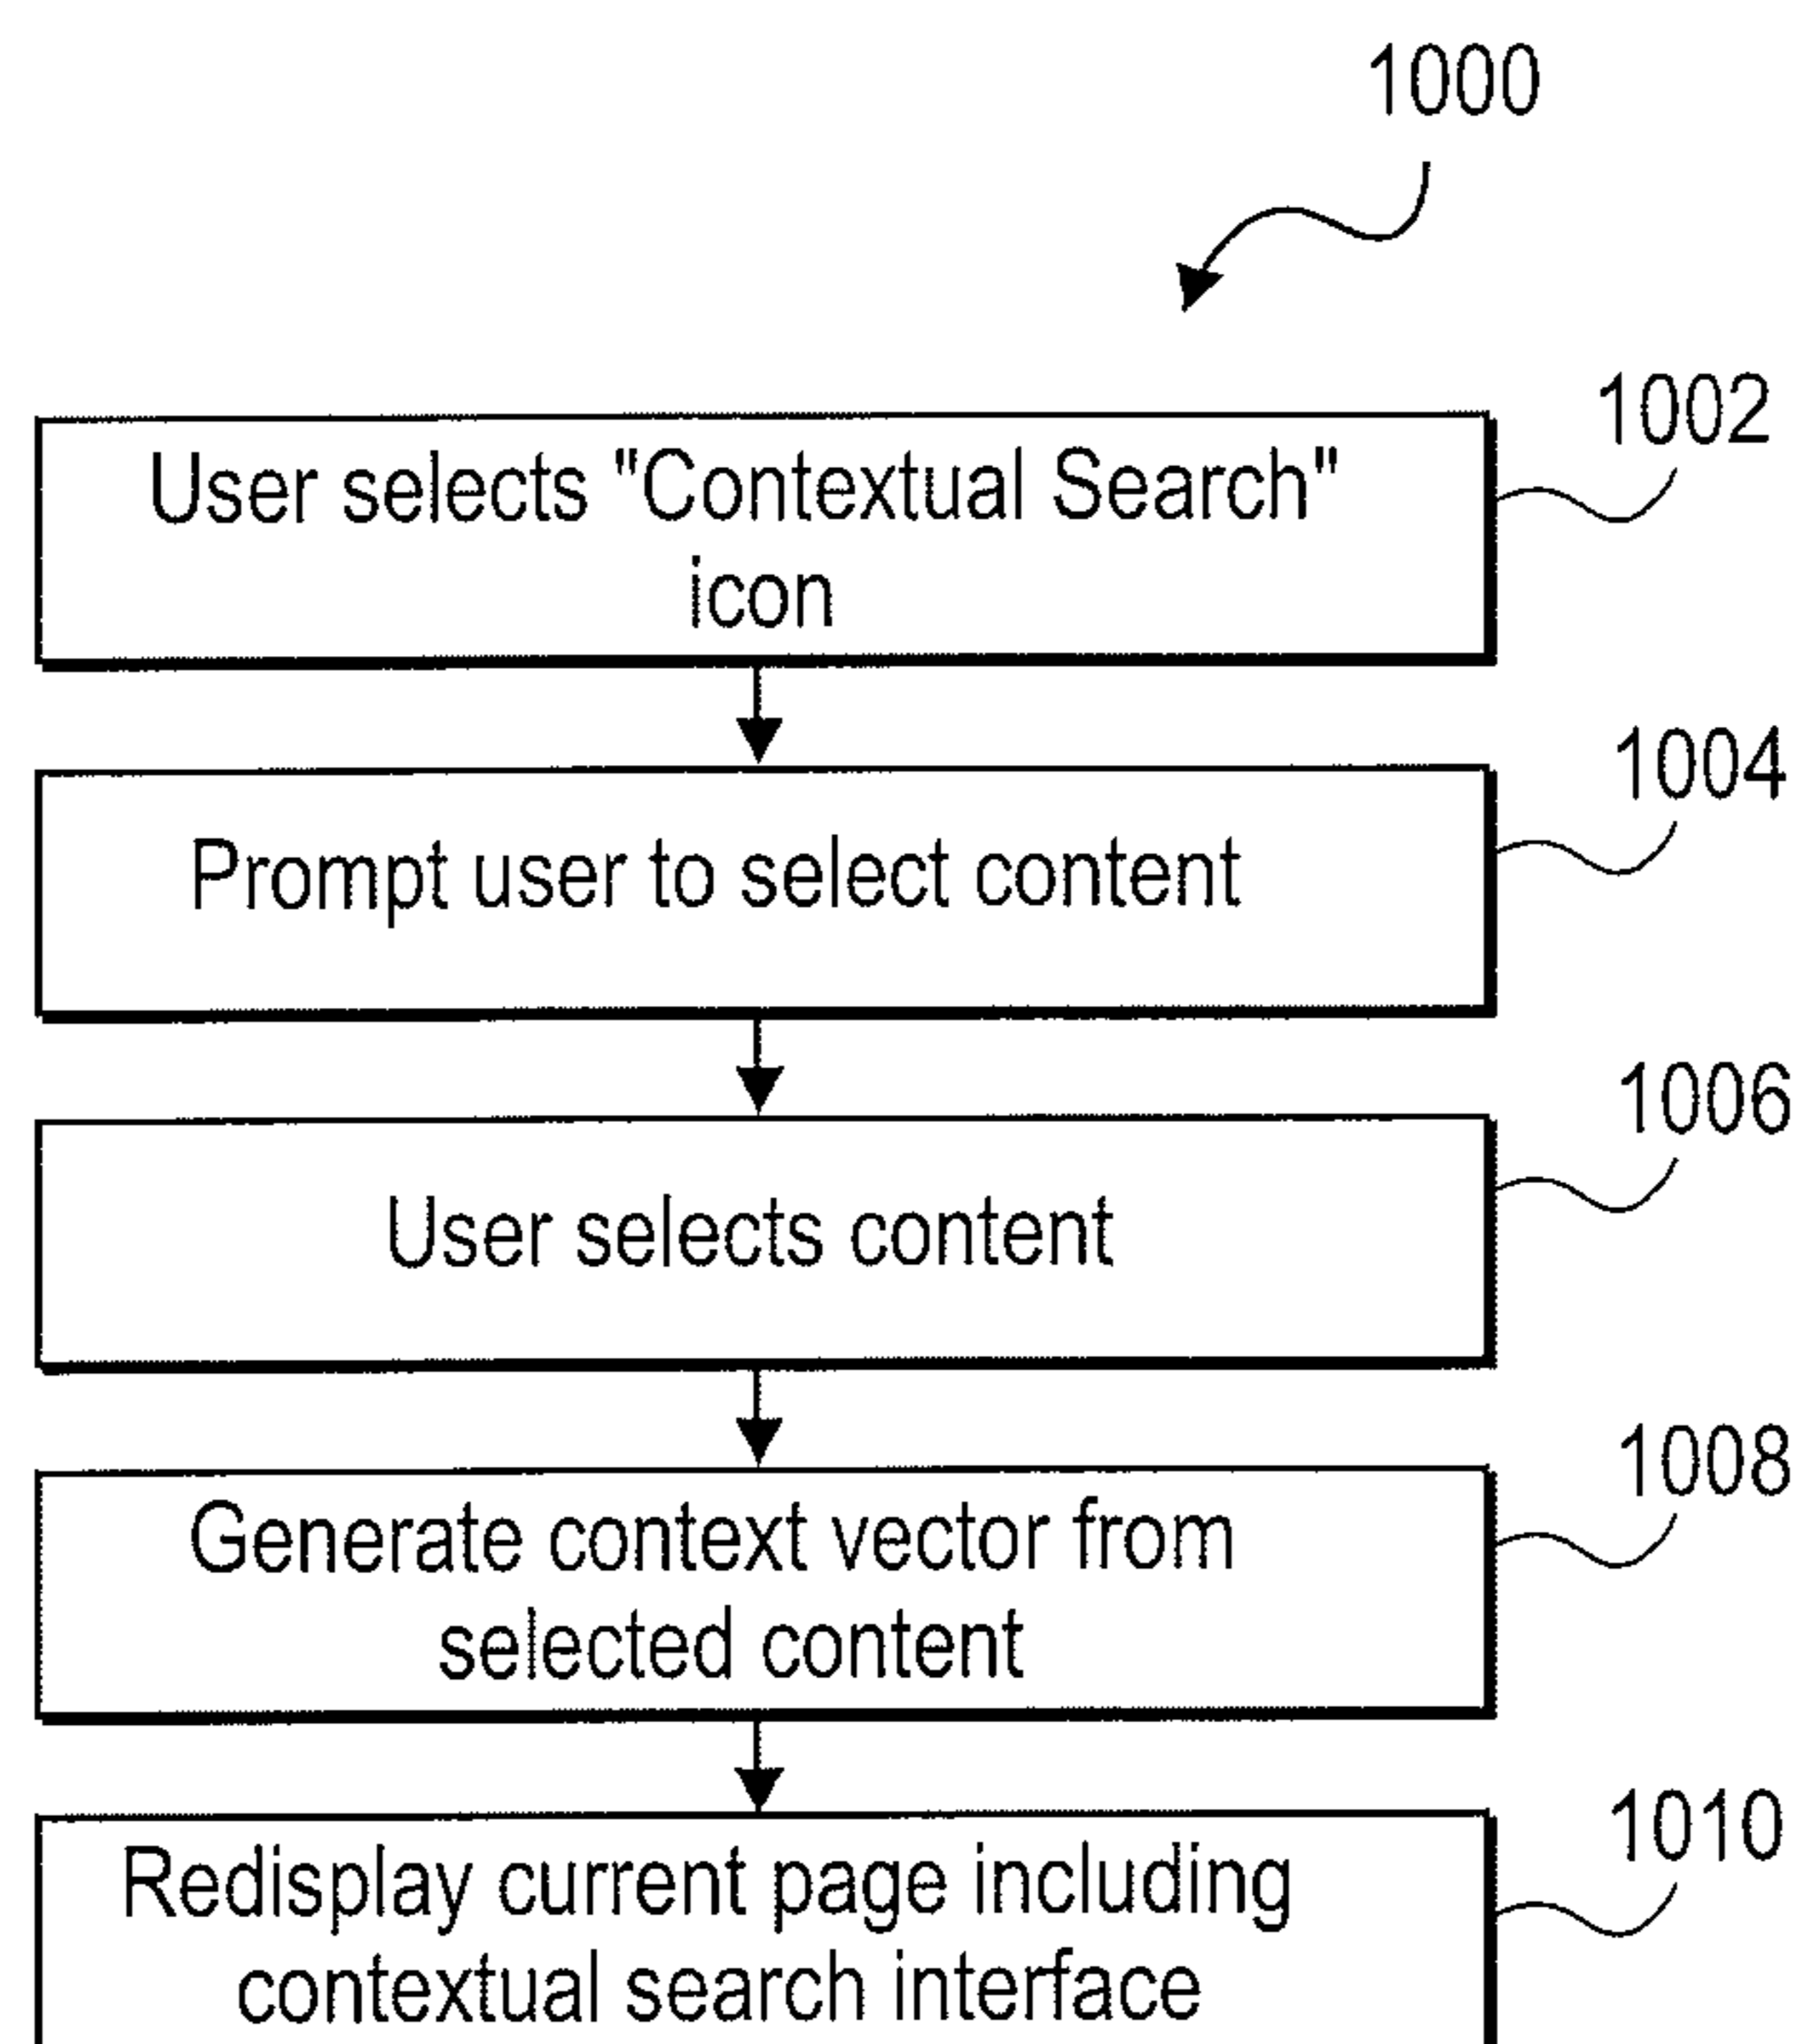 1000
1002
User selects "Contextual Search"
icon
1004
Prompt user to select content
1006
User selects content
1008
Generate context vector from
selected content
1010
Redisplay current page including
contextual search interface